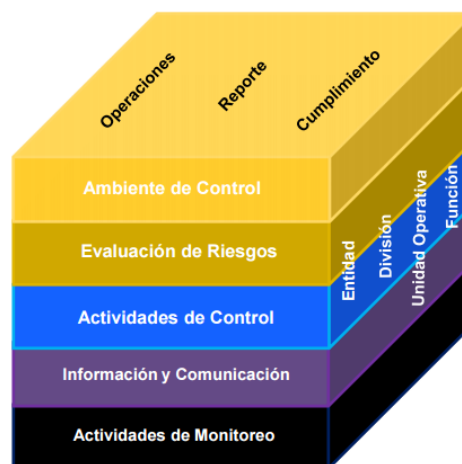 Operaciones
Reporte
Cumplimiento
Ambiente de Control
Evaluación de Riesgos
Actividades de Control
Información y Comunicación
Actividades de Monitoreo
Entidad
División
Unidad Operativa
Función